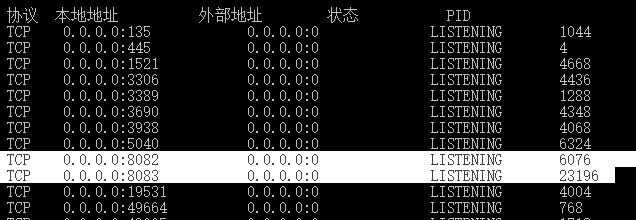 协议 本地地址 外部地址 状态 PID
TCP 0.0.0.0:135 0.0.0.0:0 LISTENING 1044
TCP 0.0.0.0:445 0.0.0.0:0 LISTENING 4
TCP 0.0.0.0:1521 0.0.0.0:0 LISTENING 4668
TCP 0.0.0.0:3306 0.0.0.0:0 LISTENING 4436
TCP 0.0.0.0:3389 0.0.0.0:0 LISTENING 1288
TCP 0.0.0.0:3690 0.0.0.0:0 LISTENING 4348
TCP 0.0.0.0:3938 0.0.0.0:0 LISTENING 4068
TCP 0.0.0.0:5040 0.0.0.0:0 LISTENING 6324
TCP 0.0.0.0:8082 0.0.0.0:0 LISTENING 6076
TCP 0.0.0.0:8083 0.0.0.0:0 LISTENING 23196
TCP 0.0.0.0:19531 0.0.0.0:0 LISTENING 4004
TCP 0.0.0.0:49664 0.0.0.0:0 LISTENING 768